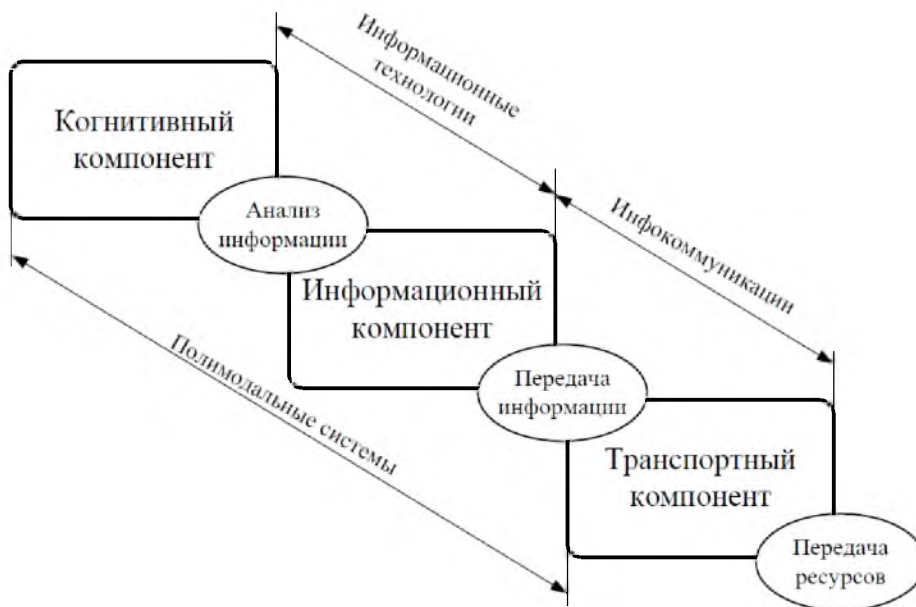 Информационные
технологии
Когнитивный
компонент
Анализ
информации
Инфокоммуникации
Информационный
компонент
Полимодальные системы
Передача
информации
Транспортный
компонент
Передача
ресурсов